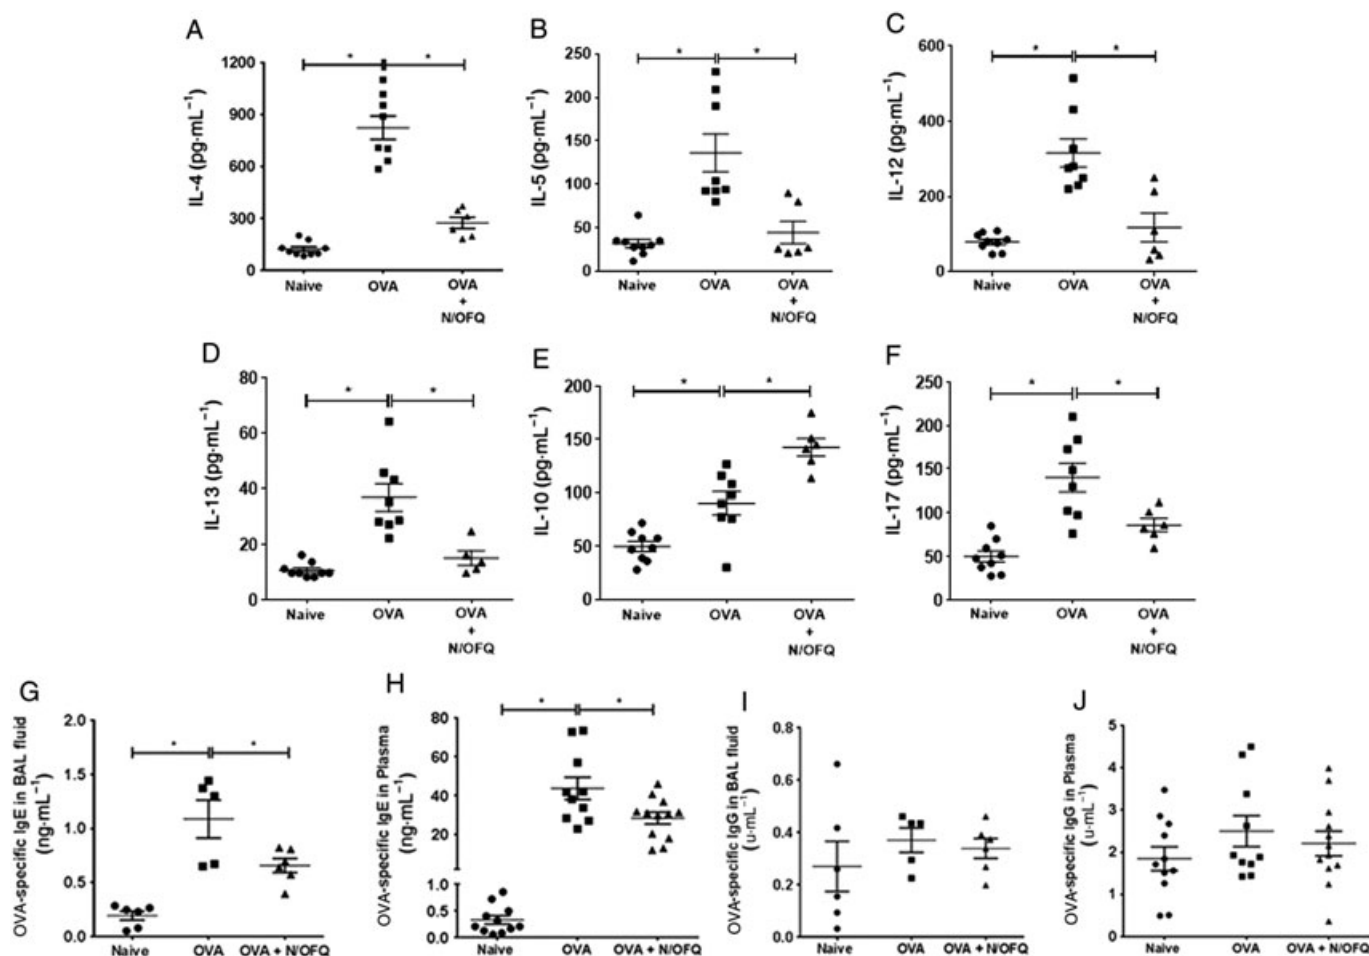 A
IL-4 (pg·mL⁻¹)
1200
900
600
300
0
* *
Naive OVA OVA
+
N/OFQ
B
IL-5 (pg·mL⁻¹)
250
200
150
100
50
0
* *
Naive OVA OVA
+
N/OFQ
C
IL-12 (pg·mL⁻¹)
600
400
200
0
* *
Naive OVA OVA
+
N/OFQ
D
IL-13 (pg·mL⁻¹)
80
60
40
20
0
* *
Naive OVA OVA
+
N/OFQ
E
IL-10 (pg·mL⁻¹)
200
150
100
50
0
* *
Naive OVA OVA
+
N/OFQ
F
IL-17 (pg·mL⁻¹)
250
200
150
100
50
0
* *
Naive OVA OVA
+
N/OFQ
G
OVA-specific IgE in BAL fluid
(ng·mL⁻¹)
2.0
1.5
1.0
0.5
0.0
* *
Naive OVA OVA + N/OFQ
H
OVA-specific IgE in Plasma
(ng·mL⁻¹)
80
60
40
20
1.0
0.5
0.0
* *
Naive OVA OVA + N/OFQ
I
OVA-specific IgG in BAL fluid
(u·mL⁻¹)
0.8
0.6
0.4
0.2
0.0
Naive OVA OVA + N/OFQ
J
OVA-specific IgG in Plasma
(u·mL⁻¹)
5
4
3
2
1
0
Naive OVA OVA + N/OFQ